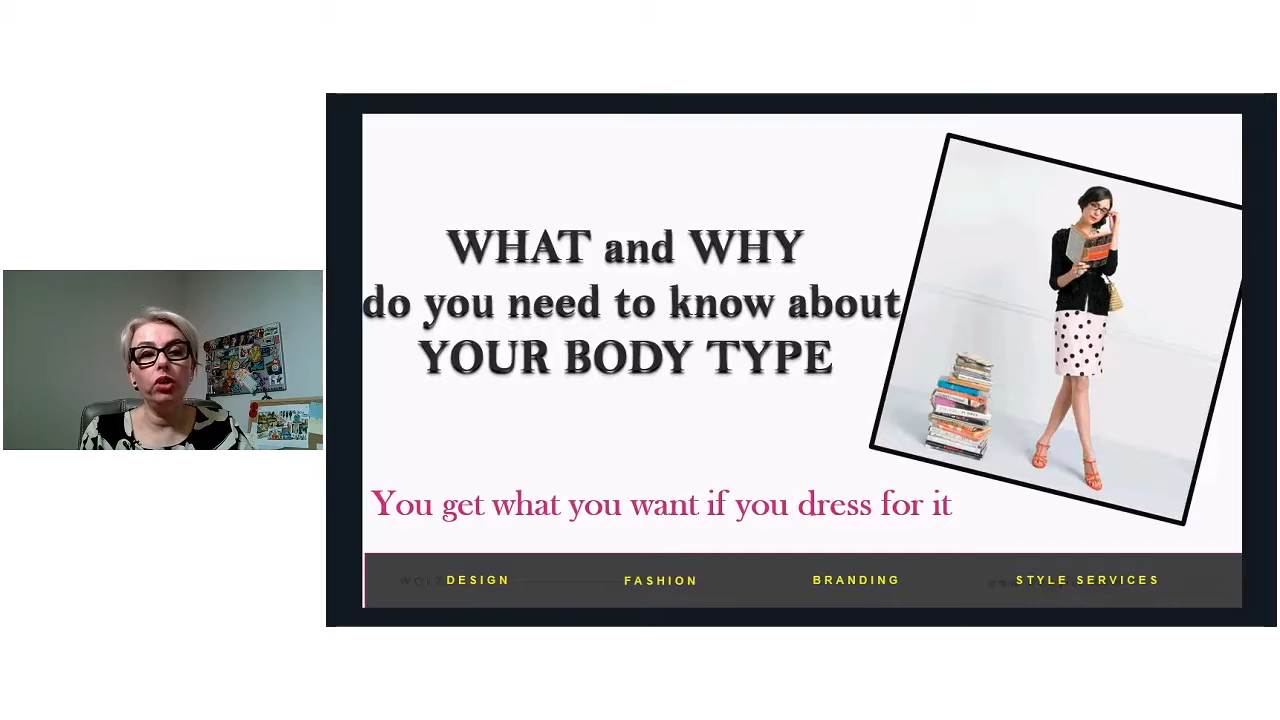 WHAT and WHY
do you need to know about
YOUR BODY TYPE
You get what you want if you dress for it
DESIGN FASHION BRANDING STYLE SERVICES